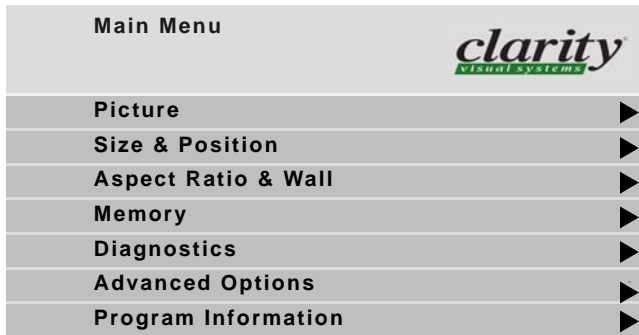 Main Menu
clarity
visual systems
Picture
Size & Position
Aspect Ratio & Wall
Memory
Diagnostics
Advanced Options
Program Information